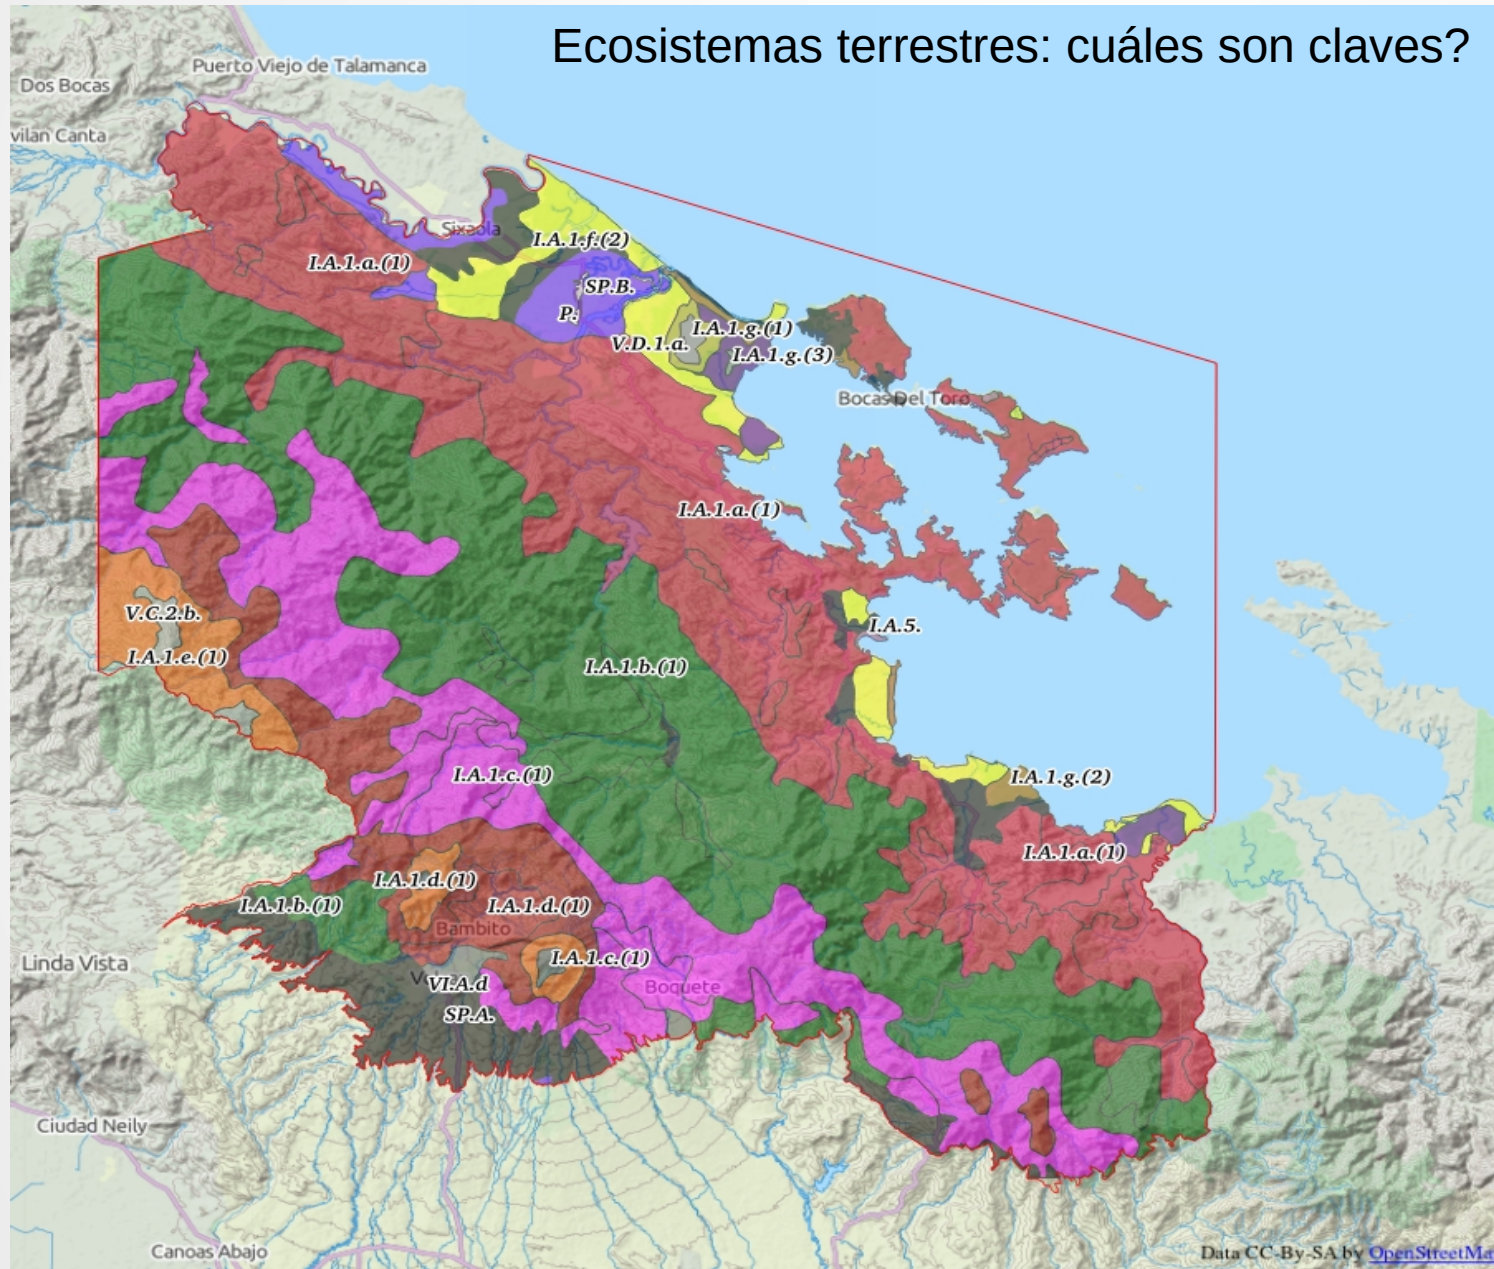 Ecosistemas terrestres: cuáles son claves?
Puerto Viejo de Talamanca
Dos Bocas
vilan Canta
Sixaola
I.A.1.f.(2)
I.A.1.a.(1)
SP.B.
P.
I.A.1.g.(1)
V.D.1.a.
I.A.1.g.(3)
Bocas Del Toro
I.A.1.a.(1)
V.C.2.b.
I.A.5.
I.A.1.e.(1)
I.A.1.b.(1)
I.A.1.c.(1)
I.A.1.g.(2)
I.A.1.a.(1)
I.A.1.d.(1)
I.A.1.b.(1)
I.A.1.d.(1)
Bambito
I.A.1.c.(1)
Linda Vista
VI.A.d
Boquete
SP.A.
Ciudad Neily
Canoas Abajo
Data CC-By-SA by OpenStreetMa